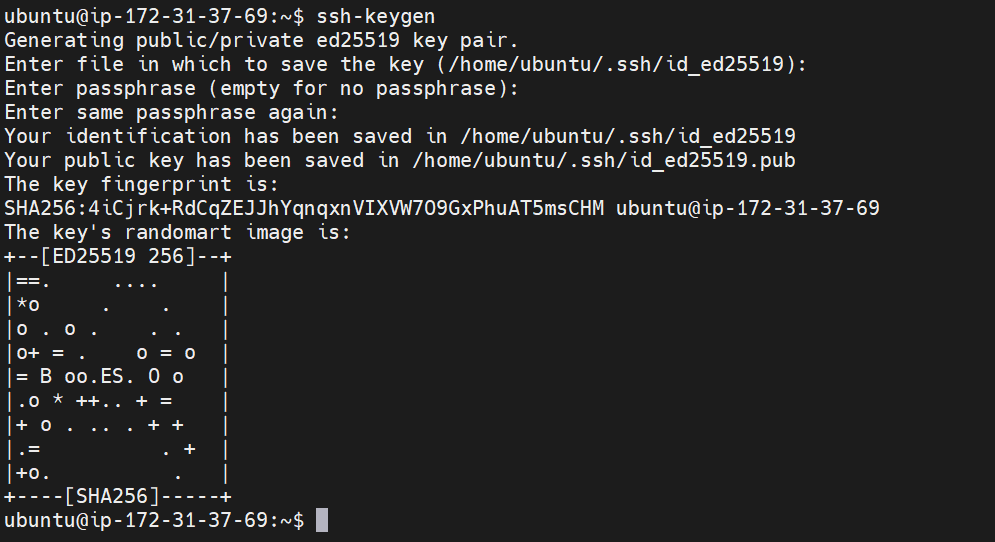 ubuntu@ip-172-31-37-69:~$ ssh-keygen
Generating public/private ed25519 key pair.
Enter file in which to save the key (/home/ubuntu/.ssh/id_ed25519):
Enter passphrase (empty for no passphrase):
Enter same passphrase again:
Your identification has been saved in /home/ubuntu/.ssh/id_ed25519
Your public key has been saved in /home/ubuntu/.ssh/id_ed25519.pub
The key fingerprint is:
SHA256:4iCjrk+RdCqZEJJhYqnqxnVIXVW7O9GxPhuAT5msCHM ubuntu@ip-172-31-37-69
The key's randomart image is:
+--[ED25519 256]--+
|==.     ....     |
|*o     .    .    |
|o . o .    . .   |
|o+ = .    o = o  |
|= B oo.ES. O o   |
|.o * ++.. + =    |
|+ o . .. . + +   |
|.=          . +  |
|+o.          .   |
+----[SHA256]-----+
ubuntu@ip-172-31-37-69:~$